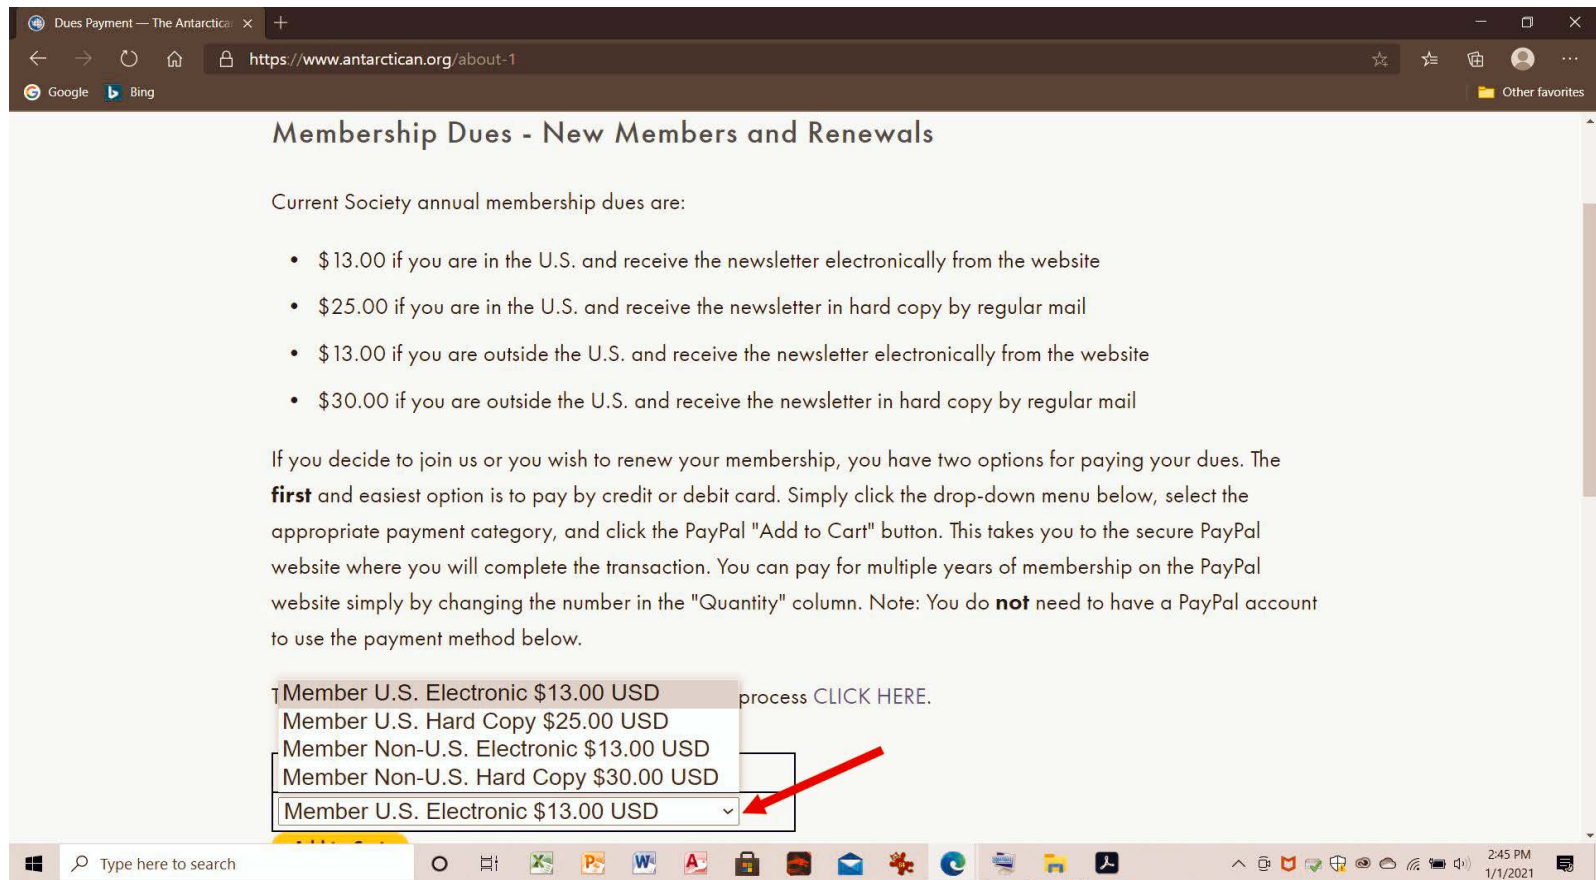 Dues Payment — The Antarctica
https://www.antarctican.org/about-1
Google Bing Other favorites
Membership Dues - New Members and Renewals
Current Society annual membership dues are:
• $13.00 if you are in the U.S. and receive the newsletter electronically from the website
• $25.00 if you are in the U.S. and receive the newsletter in hard copy by regular mail
• $13.00 if you are outside the U.S. and receive the newsletter electronically from the website
• $30.00 if you are outside the U.S. and receive the newsletter in hard copy by regular mail
If you decide to join us or you wish to renew your membership, you have two options for paying your dues. The
first and easiest option is to pay by credit or debit card. Simply click the drop-down menu below, select the
appropriate payment category, and click the PayPal "Add to Cart" button. This takes you to the secure PayPal
website where you will complete the transaction. You can pay for multiple years of membership on the PayPal
website simply by changing the number in the "Quantity" column. Note: You do not need to have a PayPal account
to use the payment method below.
process CLICK HERE.
Member U.S. Electronic $13.00 USD
Member U.S. Hard Copy $25.00 USD
Member Non-U.S. Electronic $13.00 USD
Member Non-U.S. Hard Copy $30.00 USD
Member U.S. Electronic $13.00 USD
Type here to search
2:45 PM
1/1/2021